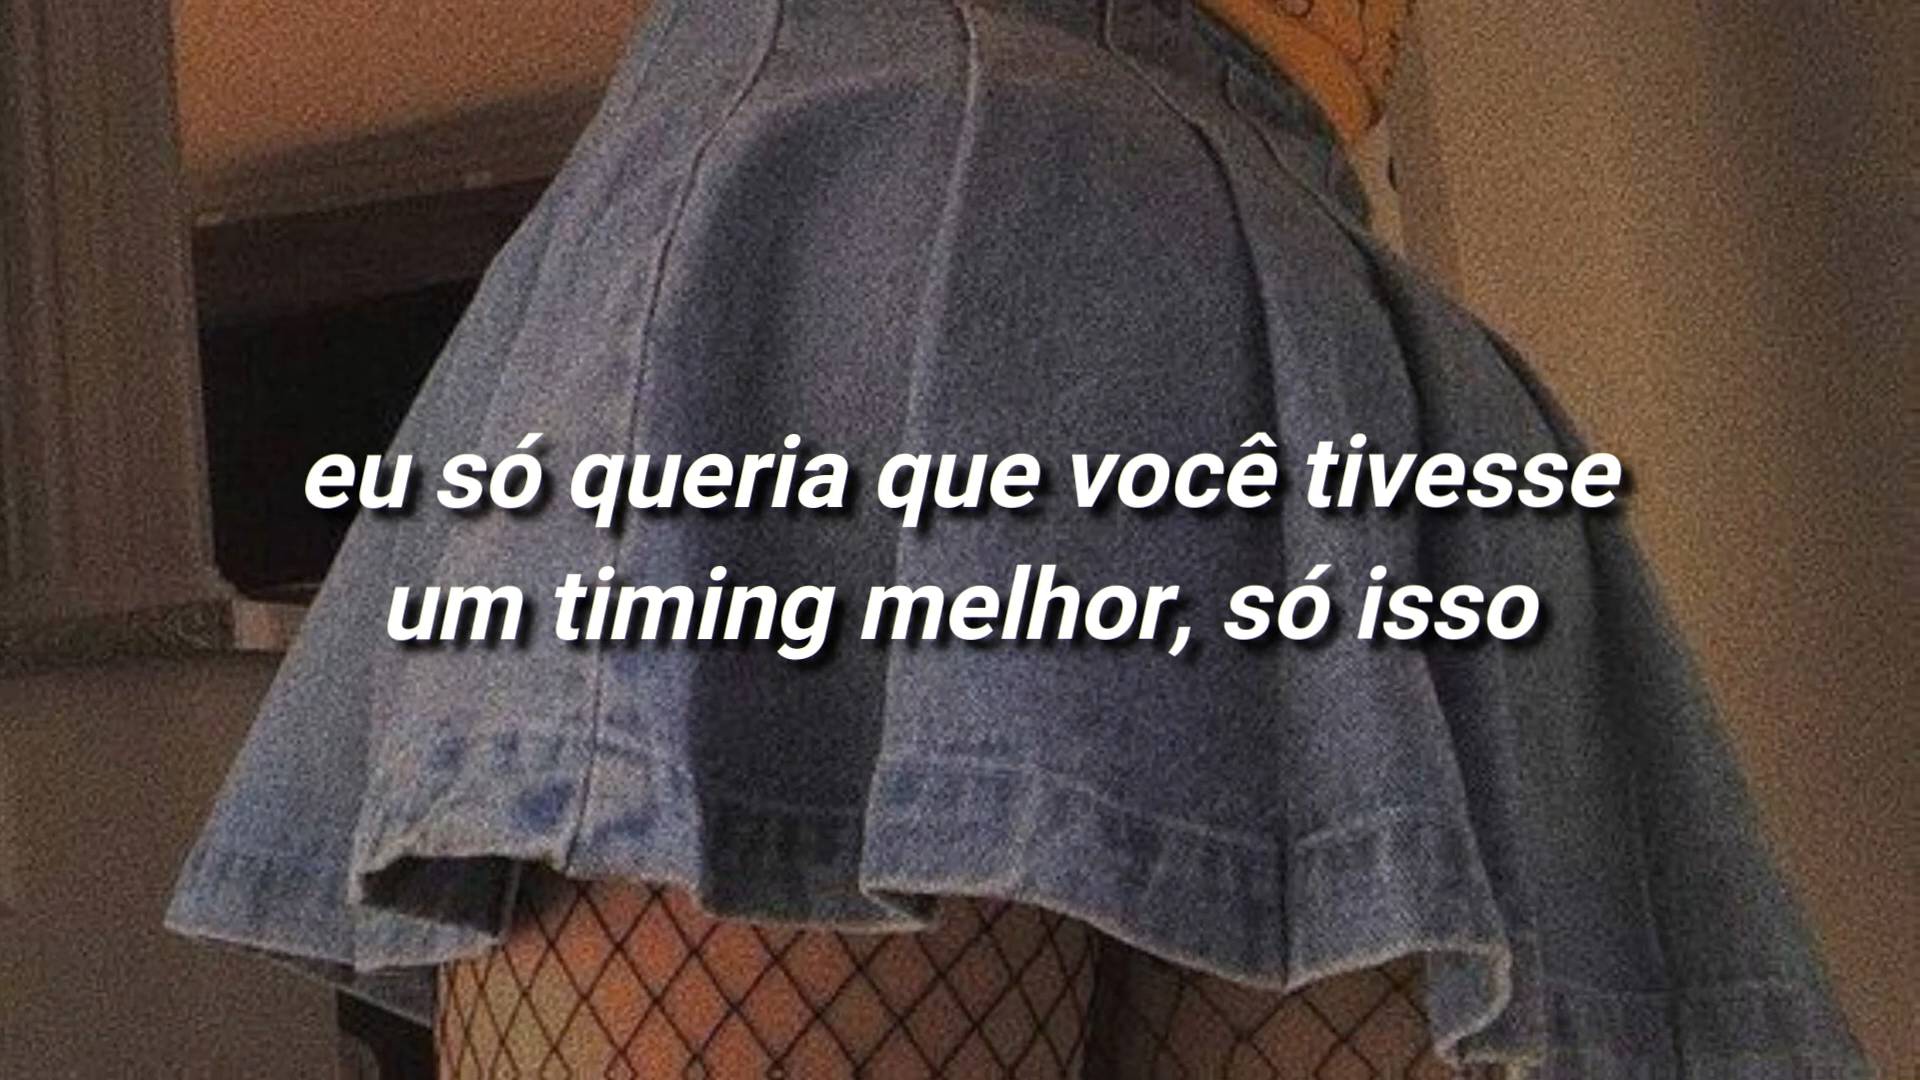 eu só queria que você tivesse
um timing melhor, só isso